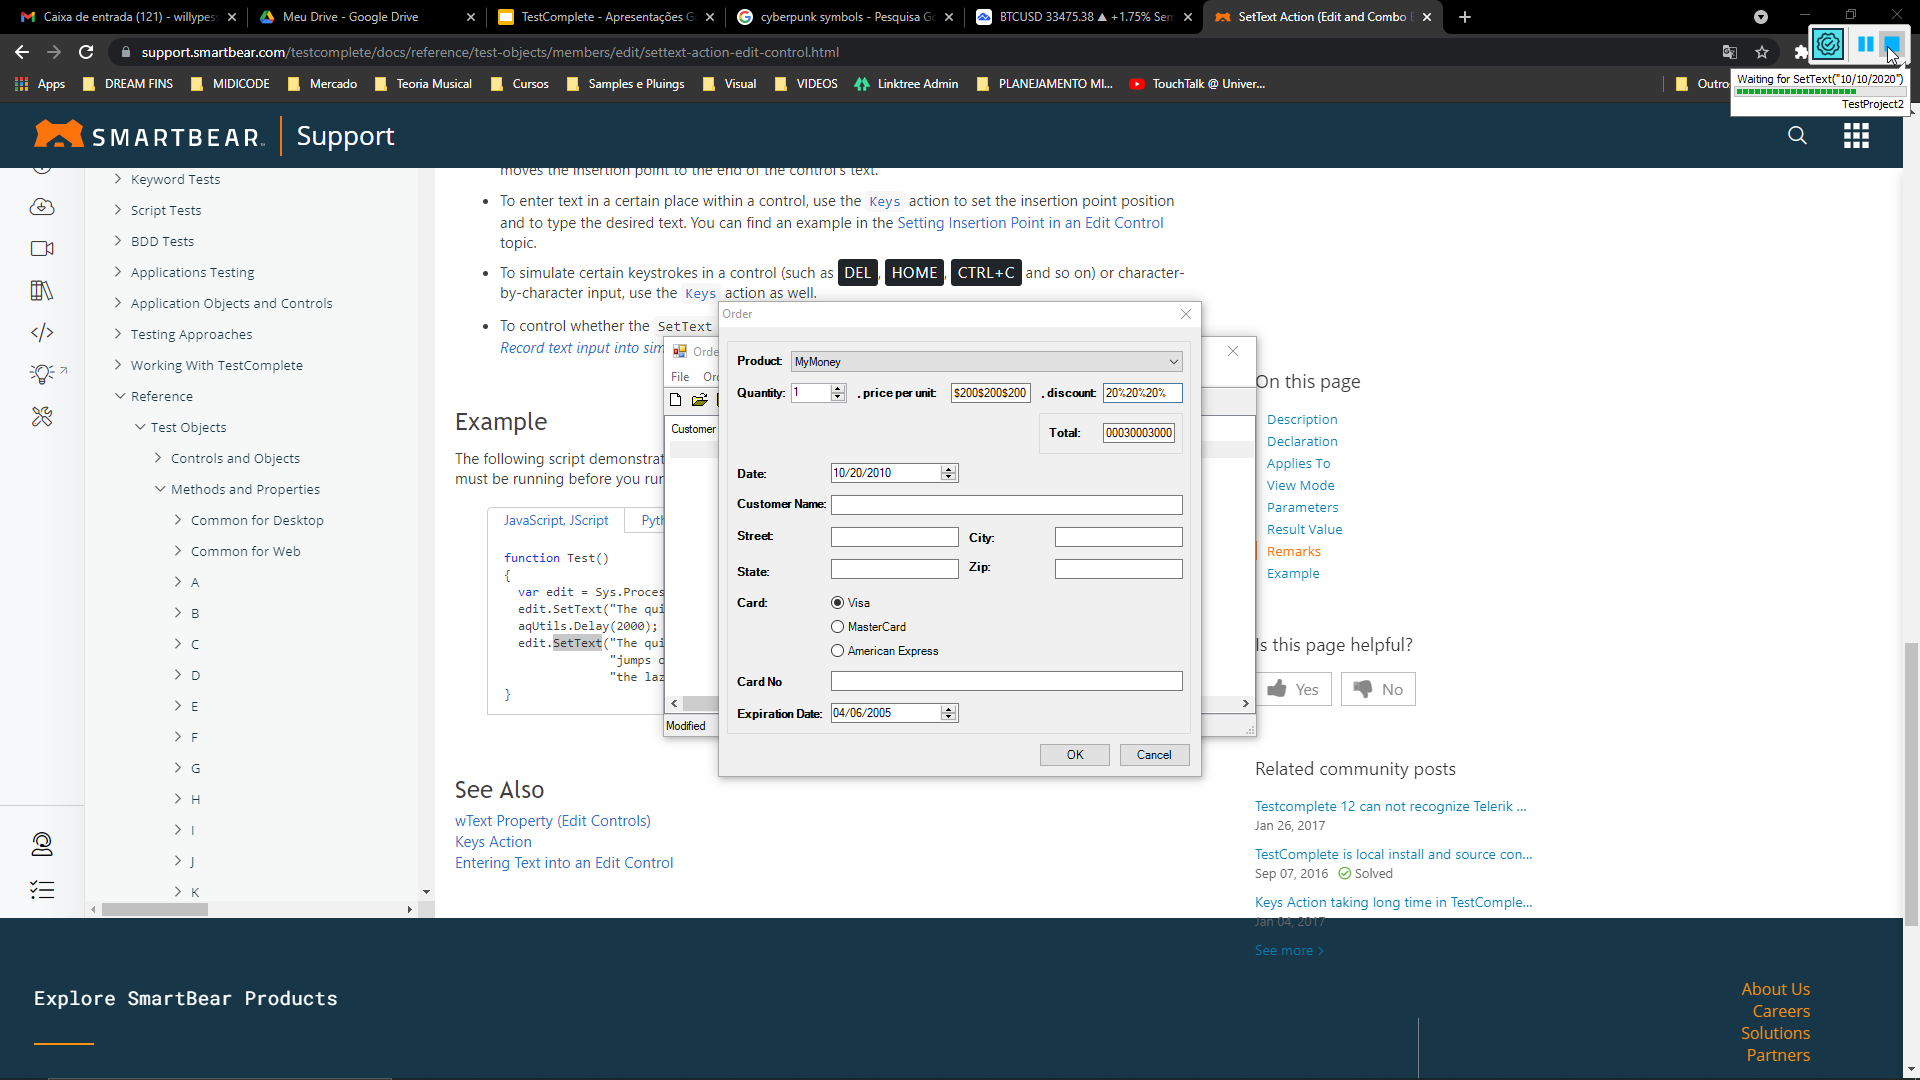 Caixa de entrada (121) - willypes
Meu Drive - Google Drive
TestComplete - Apresentações G
cyberpunk symbols - Pesquisa Go
BTCUSD 33475.38 ▲ +1.75% Sem
SetText Action (Edit and Combo B
support.smartbear.com/testcomplete/docs/reference/test-objects/members/edit/settext-action-edit-control.html
Apps
DREAM FINS
MIDICODE
Mercado
Teoria Musical
Cursos
Samples e Pluings
Visual
VIDEOS
Linktree Admin
PLANEJAMENTO MI...
TouchTalk @ Univer...
Outro
Waiting for SetText("10/10/2020")
TestProject2
SMARTBEAR
Support
Keyword Tests
Script Tests
BDD Tests
Applications Testing
Application Objects and Controls
Testing Approaches
Working With TestComplete
Reference
Test Objects
Controls and Objects
Methods and Properties
Common for Desktop
Common for Web
A
B
C
D
E
F
G
H
I
J
K
moves the insertion point to the end of the control's text.
• To enter text in a certain place within a control, use the Keys action to set the insertion point position
and to type the desired text. You can find an example in the Setting Insertion Point in an Edit Control
topic.
• To simulate certain keystrokes in a control (such as DEL, HOME, CTRL+C and so on) or character-
by-character input, use the Keys action as well.
• To control whether the SetText
Record text input into sim
Example
The following script demonstrat
must be running before you run
JavaScript, JScript
Pyth
function Test()
{
var edit = Sys.Proces
edit.SetText("The qui
aqUtils.Delay(2000);
edit.SetText("The qui
"jumps o
"the laz
}
See Also
wText Property (Edit Controls)
Keys Action
Entering Text into an Edit Control
Orde
File Or
Customer
Modified
Order
Product: MyMoney
Quantity: 1 , price per unit: $200$200$200 , discount: 20%20%20%
Total: 00030003000
Date: 10/20/2010
Customer Name:
Street: City:
State: Zip:
Card: Visa
MasterCard
American Express
Card No
Expiration Date: 04/06/2005
OK Cancel
On this page
Description
Declaration
Applies To
View Mode
Parameters
Result Value
Remarks
Example
Is this page helpful?
Yes No
Related community posts
Testcomplete 12 can not recognize Telerik ...
Jan 26, 2017
TestComplete is local install and source con...
Sep 07, 2016 Solved
Keys Action taking long time in TestComple...
Jan 04, 2017
See more >
Explore SmartBear Products
About Us
Careers
Solutions
Partners